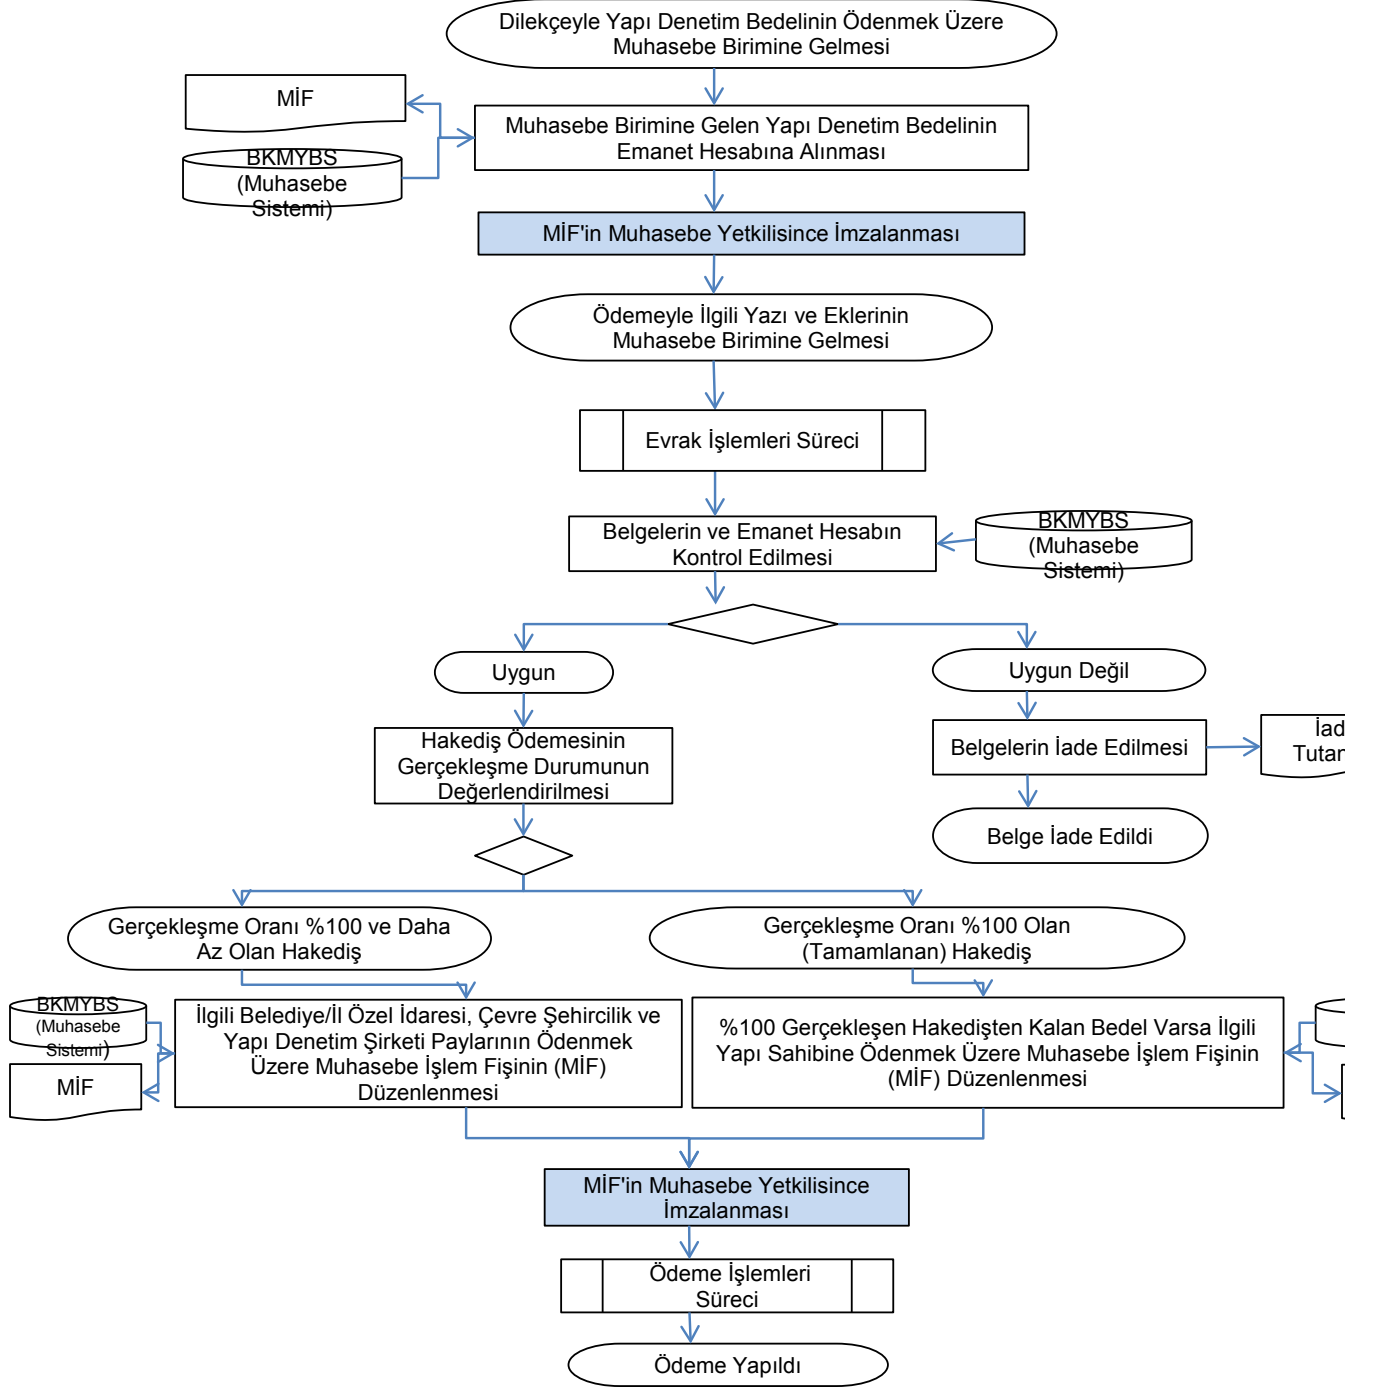 Dilekçeyle Yapı Denetim Bedelinin Ödenmek Üzere
Muhasebe Birimine Gelmesi
MİF
Muhasebe Birimine Gelen Yapı Denetim Bedelinin
Emanet Hesabına Alınması
BKMYBS
(Muhasebe
Sistemi)
MİF'in Muhasebe Yetkilisince İmzalanması
Ödemeyle İlgili Yazı ve Eklerinin
Muhasebe Birimine Gelmesi
Evrak İşlemleri Süreci
Belgelerin ve Emanet Hesabın
Kontrol Edilmesi
BKMYBS
(Muhasebe
Sistemi)
Uygun
Uygun Değil
Hakediş Ödemesinin
Gerçekleşme Durumunun
Değerlendirilmesi
Belgelerin İade Edilmesi
İad
Tutar
Belge İade Edildi
Gerçekleşme Oranı %100 ve Daha
Az Olan Hakediş
Gerçekleşme Oranı %100 Olan
(Tamamlanan) Hakediş
BKMYBS
(Muhasebe
Sistemi)
MİF
İlgili Belediye/İl Özel İdaresi, Çevre Şehircilik ve
Yapı Denetim Şirketi Paylarının Ödenmek
Üzere Muhasebe İşlem Fişinin (MİF)
Düzenlenmesi
%100 Gerçekleşen Hakedişten Kalan Bedel Varsa İlgili
Yapı Sahibine Ödenmek Üzere Muhasebe İşlem Fişinin
(MİF) Düzenlenmesi
MİF'in Muhasebe Yetkilisince
İmzalanması
Ödeme İşlemleri
Süreci
Ödeme Yapıldı